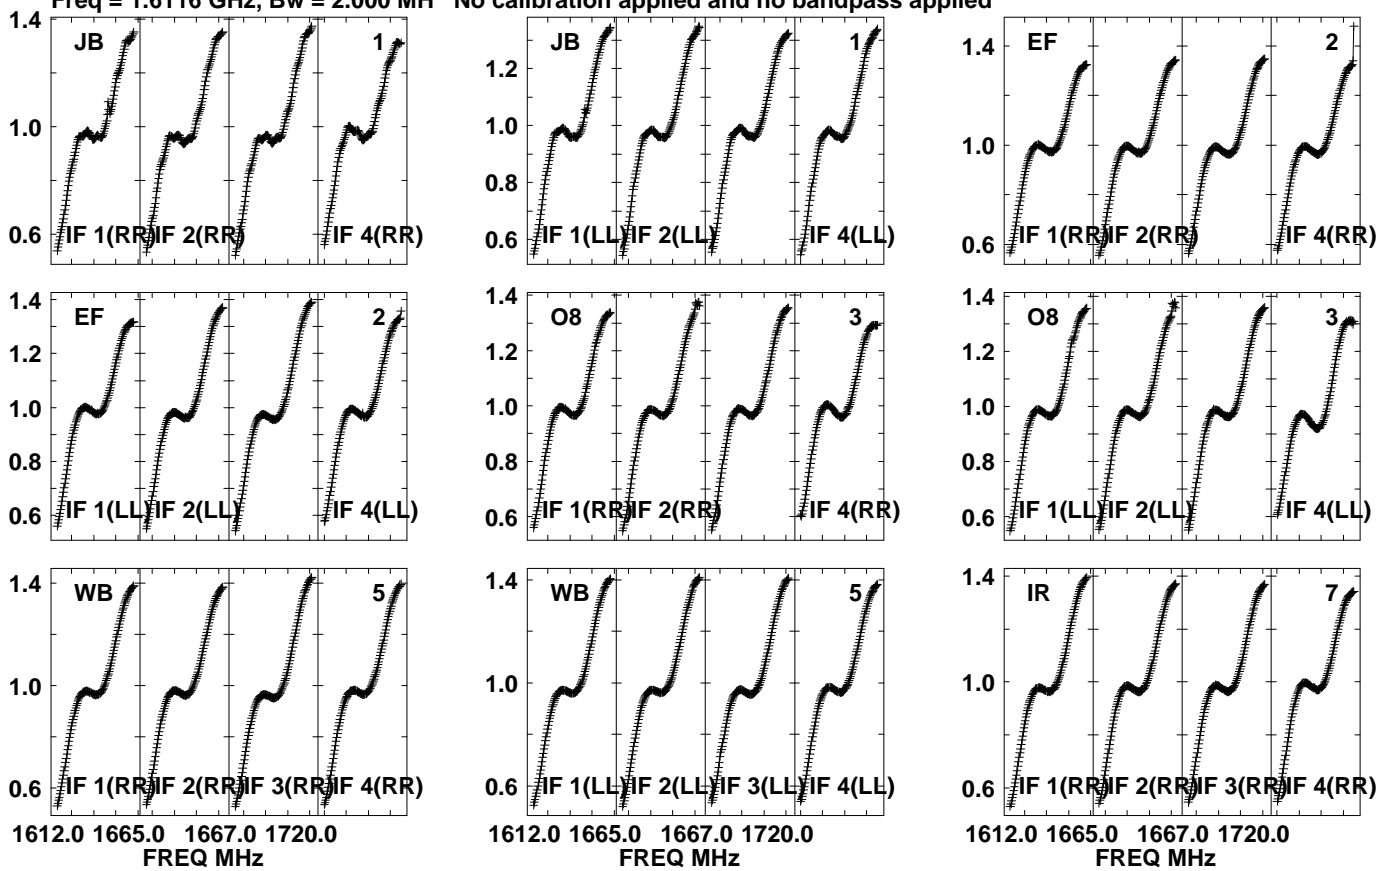 Freq = 1.6116 GHz, Bw = 2.000 MH No calibration applied and no bandpass applied
1.4 JB 1
1.0
0.6 IF 1(RR) IF 2(RR) IF 4(RR)
JB 1
1.2
1.0
0.8
0.6 IF 1(LL) IF 2(LL) IF 4(LL)
1.4 EF 2
1.0
0.6 IF 1(RR) IF 2(RR) IF 4(RR)
1.4 EF 2
1.2
1.0
0.8
0.6 IF 1(LL) IF 2(LL) IF 4(LL)
1.4 O8 3
1.2
1.0
0.8
0.6 IF 1(RR) IF 2(RR) IF 4(RR)
1.4 O8 3
1.2
1.0
0.8
0.6 IF 1(LL) IF 2(LL) IF 4(LL)
1.4 WB 5
1.0
0.6 IF 1(RR) IF 2(RR) IF 3(RR) IF 4(RR)
1612.0 1665.0 1667.0 1720.0
FREQ MHz
1.4 WB 5
1.0
0.6 IF 1(LL) IF 2(LL) IF 3(LL) IF 4(LL)
1612.0 1665.0 1667.0 1720.0
FREQ MHz
1.4 IR 7
1.0
0.6 IF 1(RR) IF 2(RR) IF 3(RR) IF 4(RR)
1612.0 1665.0 1667.0 1720.0
FREQ MHz